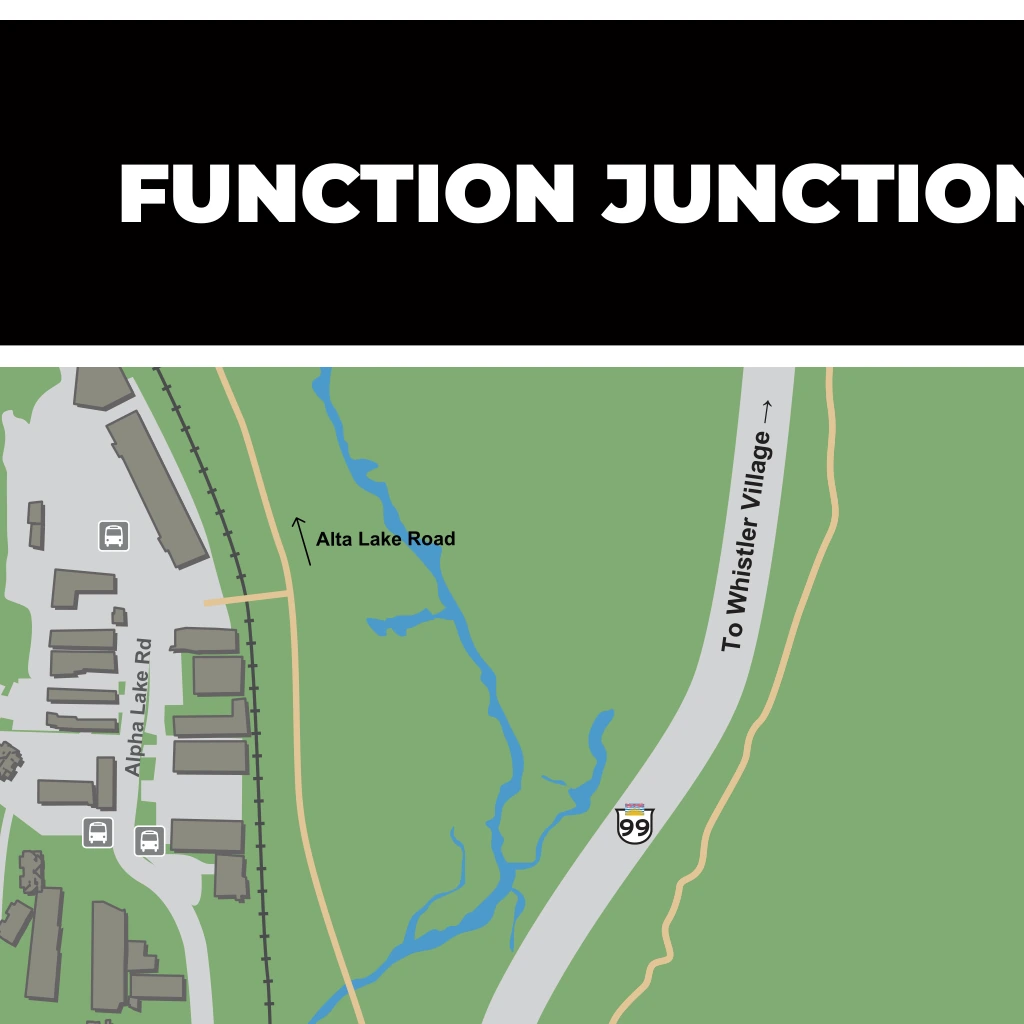 FUNCTION JUNCTION
Alta Lake Road
To Whistler Village →
Alpha Lake Rd
99